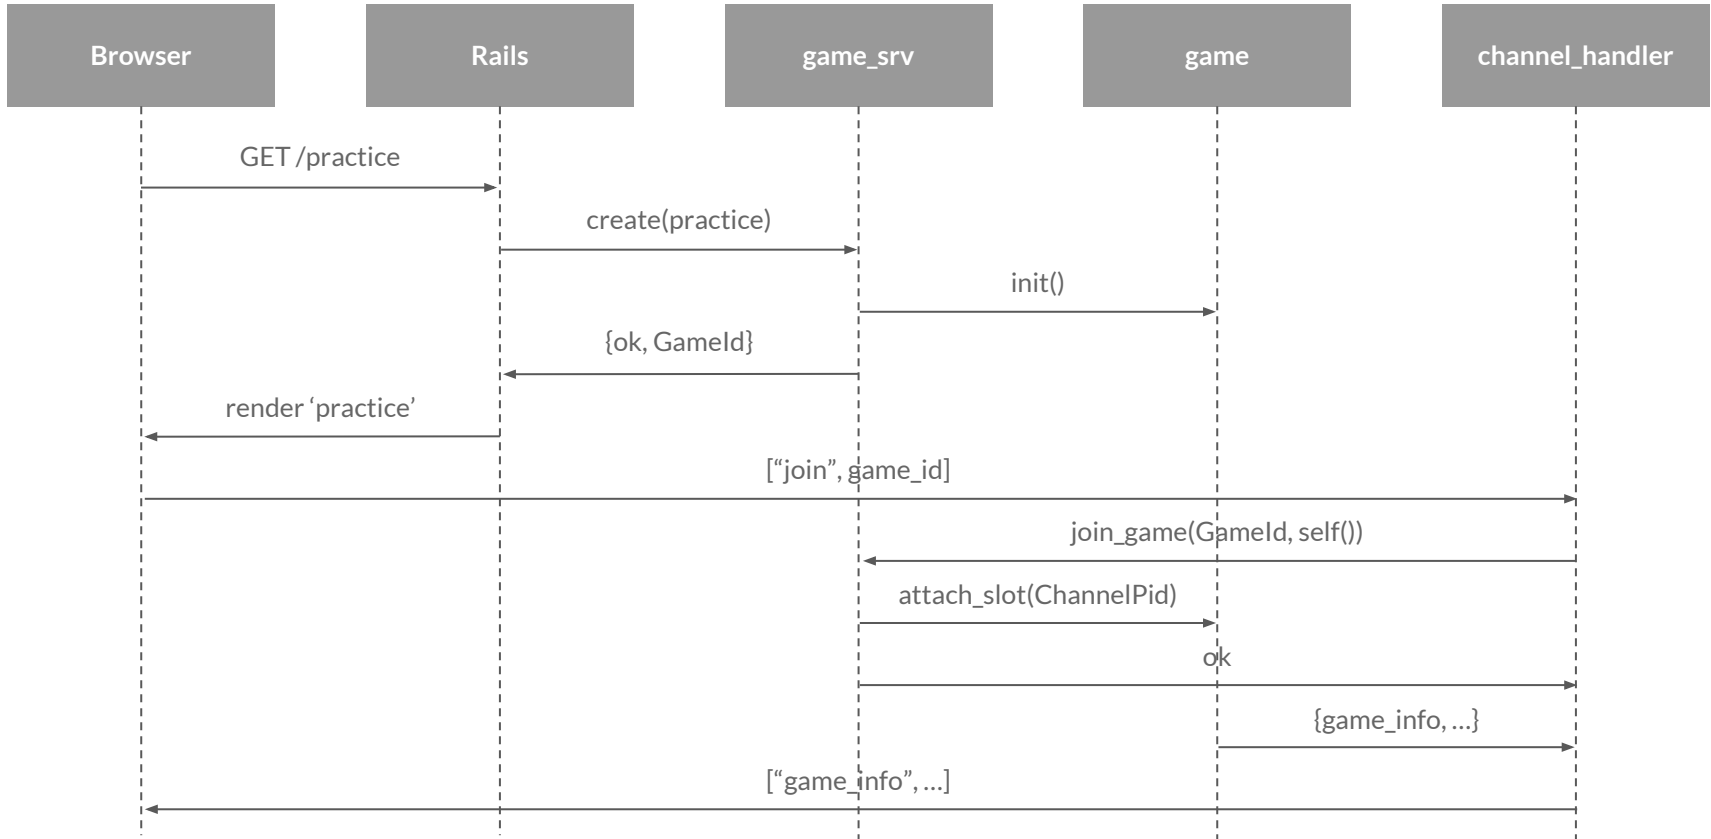 Browser
Rails
game_srv
game
channel_handler
GET /practice
create(practice)
init()
{ok, GameId}
render ‘practice’
[“join”, game_id]
join_game(GameId, self())
attach_slot(ChannelPid)
ok
{game_info, ...}
[“game_info”, ...]